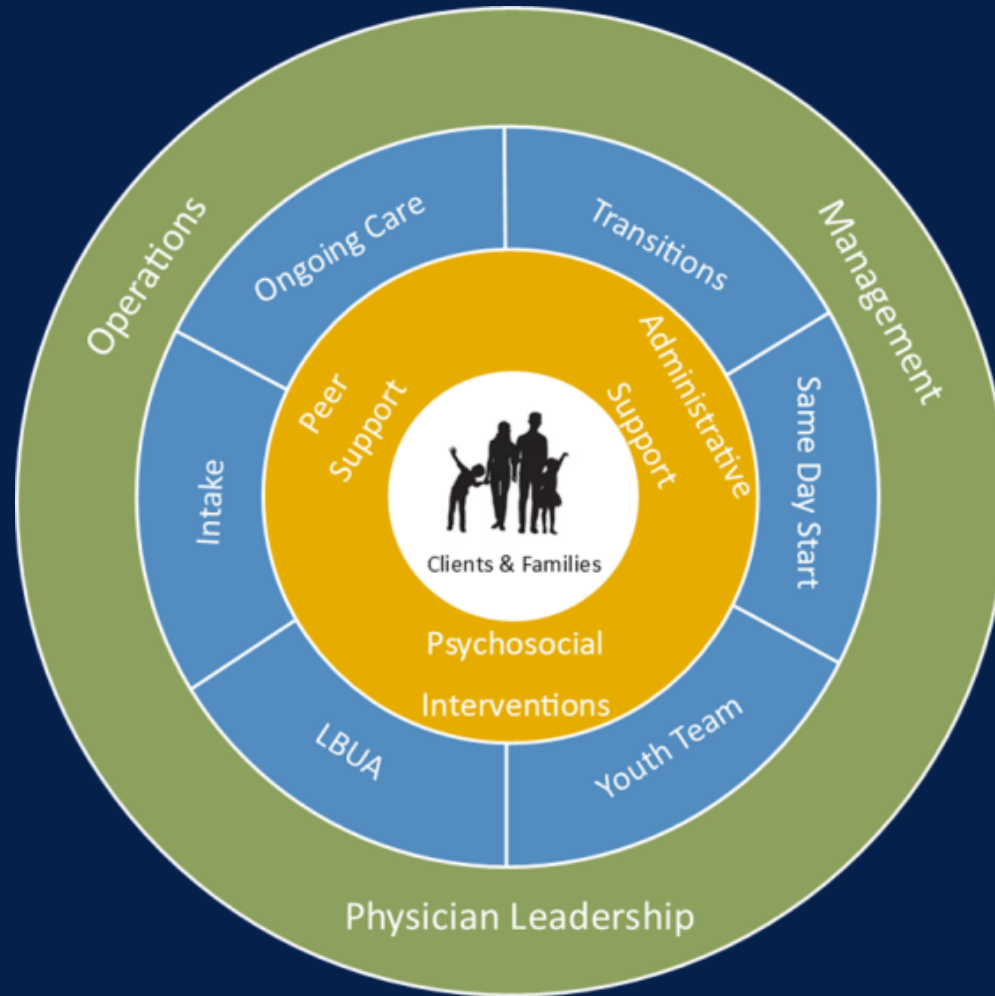 Operations
Management
Physician Leadership
Ongoing Care
Transitions
Same Day Start
Youth Team
LBUA
Intake
Peer
Support
Administrative
Support
Psychosocial
Interventions
Clients & Families